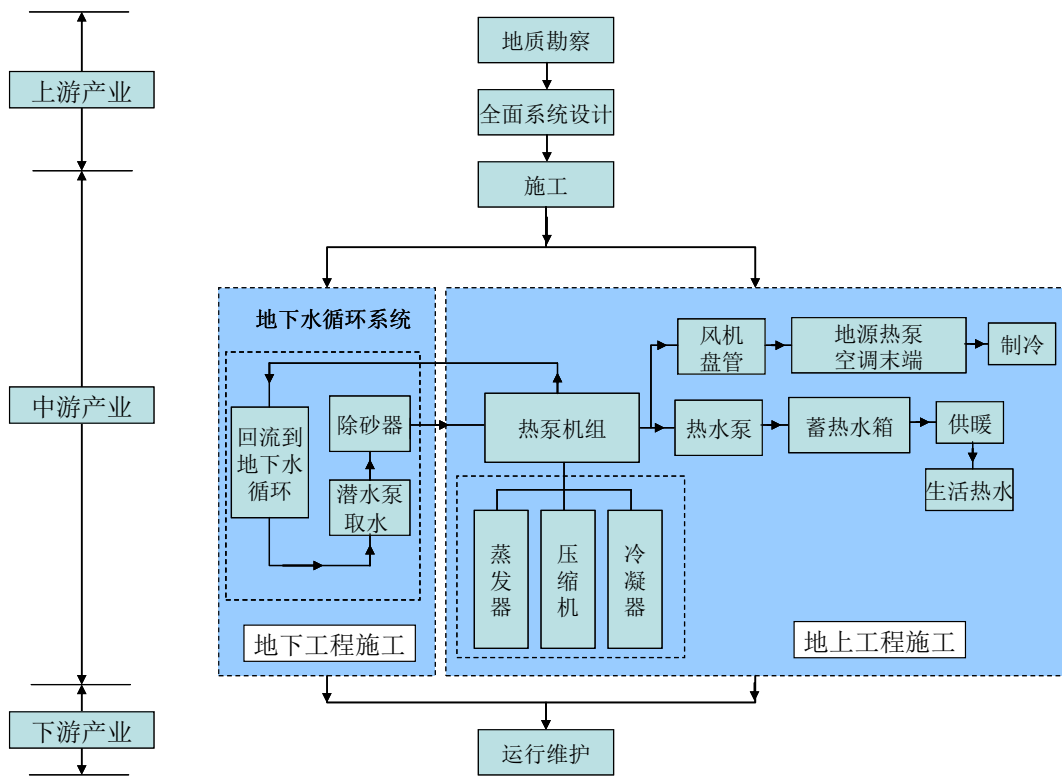 地质勘察
上游产业
全面系统设计
施工
地下水循环系统
风机
盘管
地源热泵
空调末端
制冷
中游产业
回流到
地下水
循环
除砂器
潜水泵
取水
热泵机组
热水泵
蓄热水箱
供暖
生活热水
蒸
发
器
压
缩
机
冷
凝
器
地下工程施工
地上工程施工
下游产业
运行维护